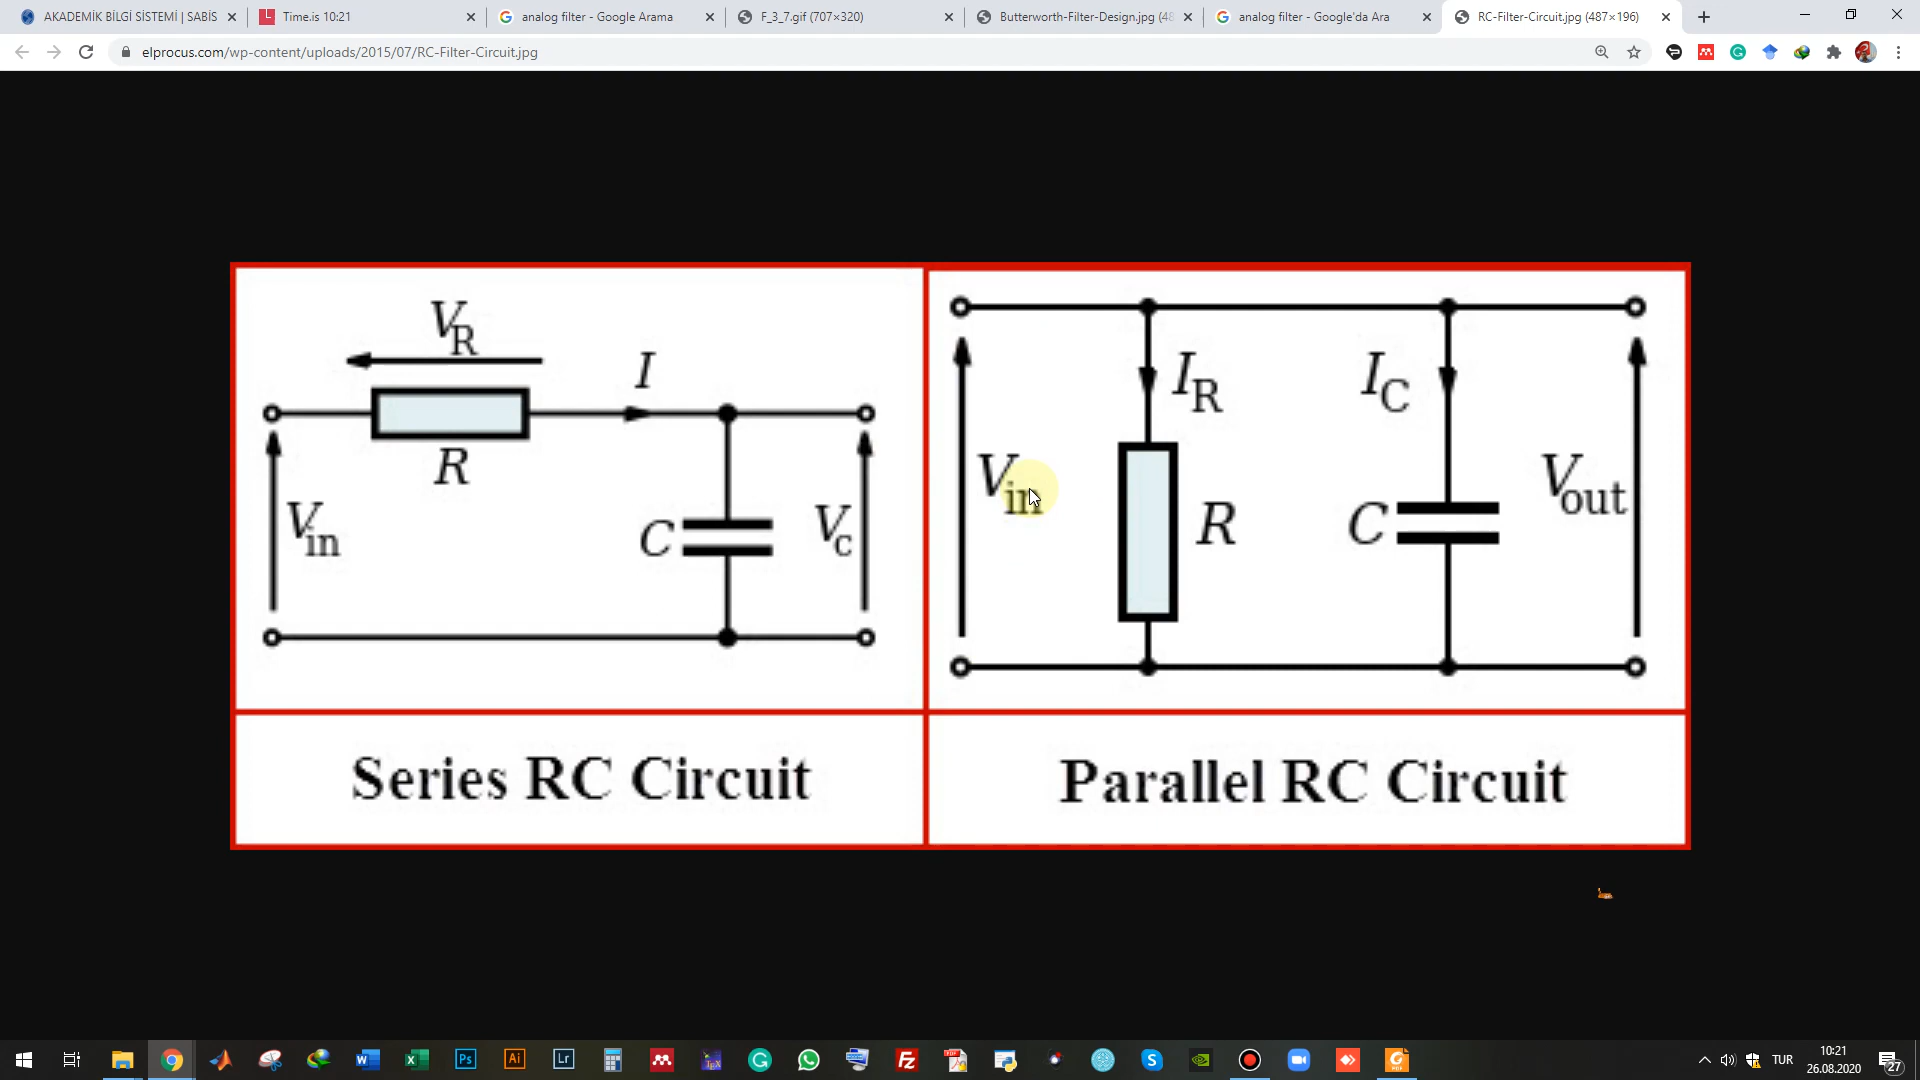 AKADEMİK BİLGİ SİSTEMİ | SABİS
Time.is 10:21
analog filter - Google Arama
F_3_7.gif (707×320)
Butterworth-Filter-Design.jpg (48
analog filter - Google'da Ara
RC-Filter-Circuit.jpg (487×196)
elprocus.com/wp-content/uploads/2015/07/RC-Filter-Circuit.jpg
VR
I
R
Vin
C
Vc
IR
IC
Vin
R
C
Vout
Series RC Circuit
Parallel RC Circuit
TUR
10:21
26.08.2020
27